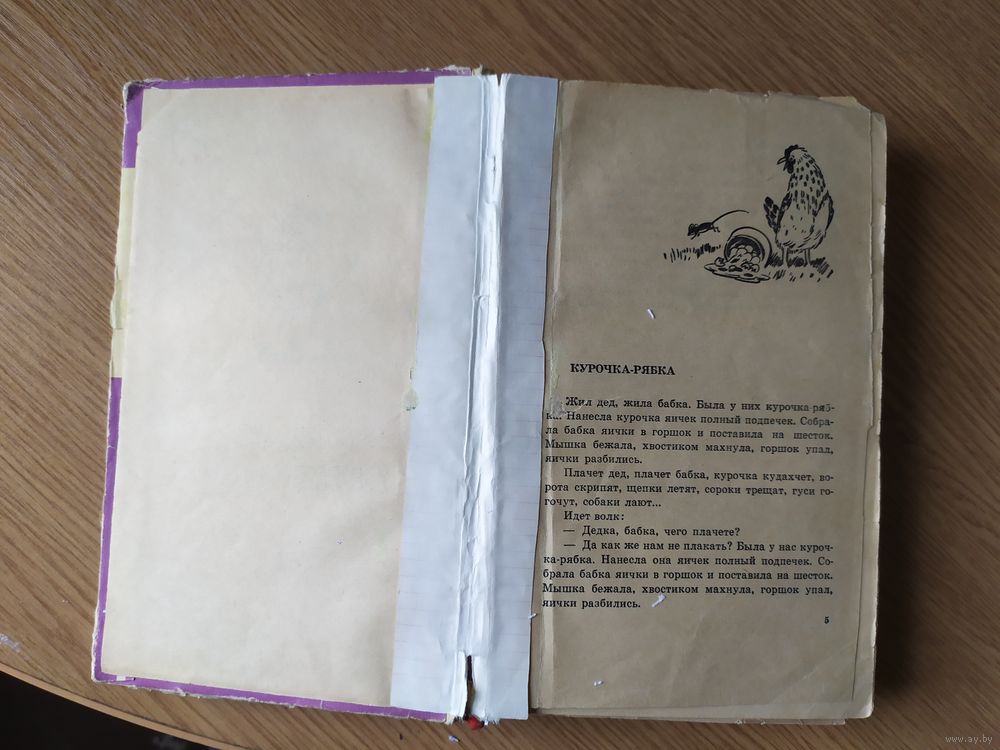 КУРОЧКА-РЯБКА
Жил дед, жила бабка. Была у них курочка-ряб-
ка. Нанесла курочка яичек полный подпечек. Собра-
ла бабка яички в горшок и поставила на шесток.
Мышка бежала, хвостиком махнула, горшок упал,
яички разбились.
Плачет дед, плачет бабка, курочка кудахчет, во-
рота скрипят, щепки летят, сороки трещат, гуси го-
гочут, собаки лают...
Идет волк:
— Дедка, бабка, чего плачете?
— Да как же нам не плакать? Была у нас куроч-
ка-рябка. Нанесла она яичек полный подпечек. Со-
брала бабка яички в горшок и поставила на шесток.
Мышка бежала, хвостиком махнула, горшок упал,
яички разбились.
5
www.ay.by